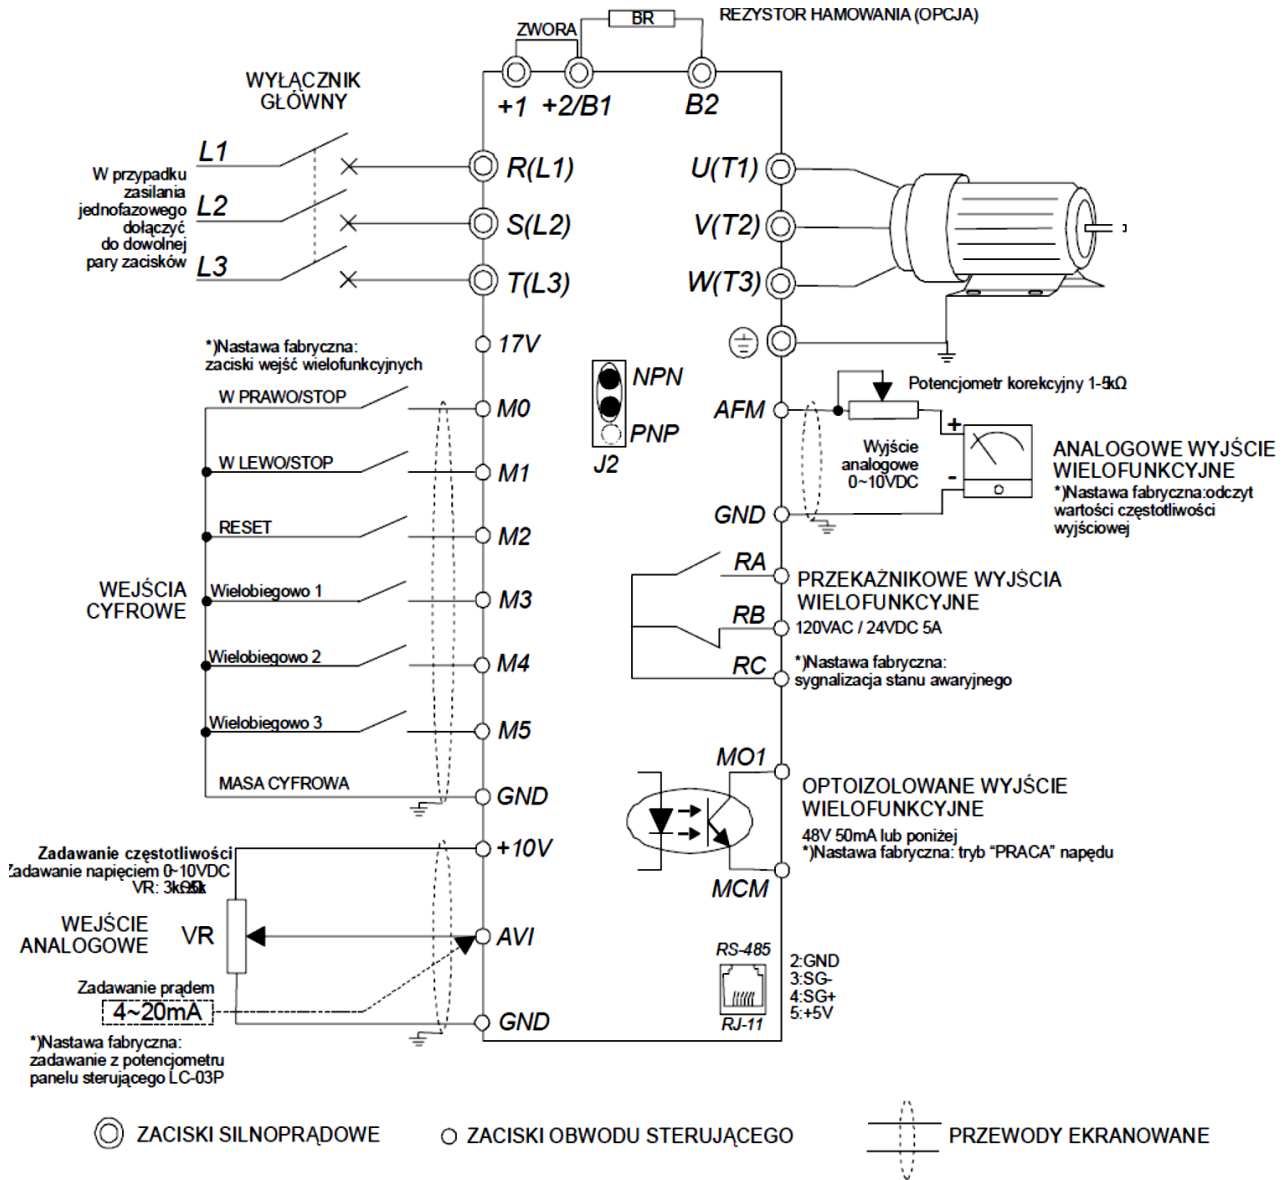 REZYSTOR HAMOWANIA (OPCJA)
BR
ZWORA
+1
+2/B1
B2
WYŁĄCZNIK
GŁÓWNY
L1
L2
L3
W przypadku
zasilania
jednofazowego
dołączyć
do dowolnej
pary zacisków
R(L1)
S(L2)
T(L3)
U(T1)
V(T2)
W(T3)
17V
*)Nastawa fabryczna:
zaciski wejść wielofunkcyjnych
W PRAWO/STOP
M0
W LEWO/STOP
M1
RESET
M2
WEJŚCIA
CYFROWE
Wielobiegowo 1
M3
Wielobiegowo 2
M4
Wielobiegowo 3
M5
MASA CYFROWA
GND
NPN
PNP
J2
AFM
Potencjometr korekcyjny 1-5kΩ
+
-
Wyjście
analogowe
0~10VDC
GND
ANALOGOWE WYJŚCIE
WIELOFUNKCYJNE
*)Nastawa fabryczna:odczyt
wartości częstotliwości
wyjściowej
RA
RB
RC
PRZEKAŹNIKOWE WYJŚCIA
WIELOFUNKCYJNE
120VAC / 24VDC 5A
*)Nastawa fabryczna:
sygnalizacja stanu awaryjnego
MO1
MCM
OPTOIZOLOWANE WYJŚCIE
WIELOFUNKCYJNE
48V 50mA lub poniżej
*)Nastawa fabryczna: tryb "PRACA" napędu
+10V
Zadawanie częstotliwości
Zadawanie napięciem 0~10VDC
VR:
WEJŚCIE
ANALOGOWE
VR
AVI
Zadawanie prądem
4~20mA
GND
*)Nastawa fabryczna:
zadawanie z potencjometru
panelu sterującego LC-03P
RS-485
RJ-11
2:GND
3:SG-
4:SG+
5:+5V
ZACISKI SILNOPRĄDOWE
ZACISKI OBWODU STERUJĄCEGO
PRZEWODY EKRANOWANE